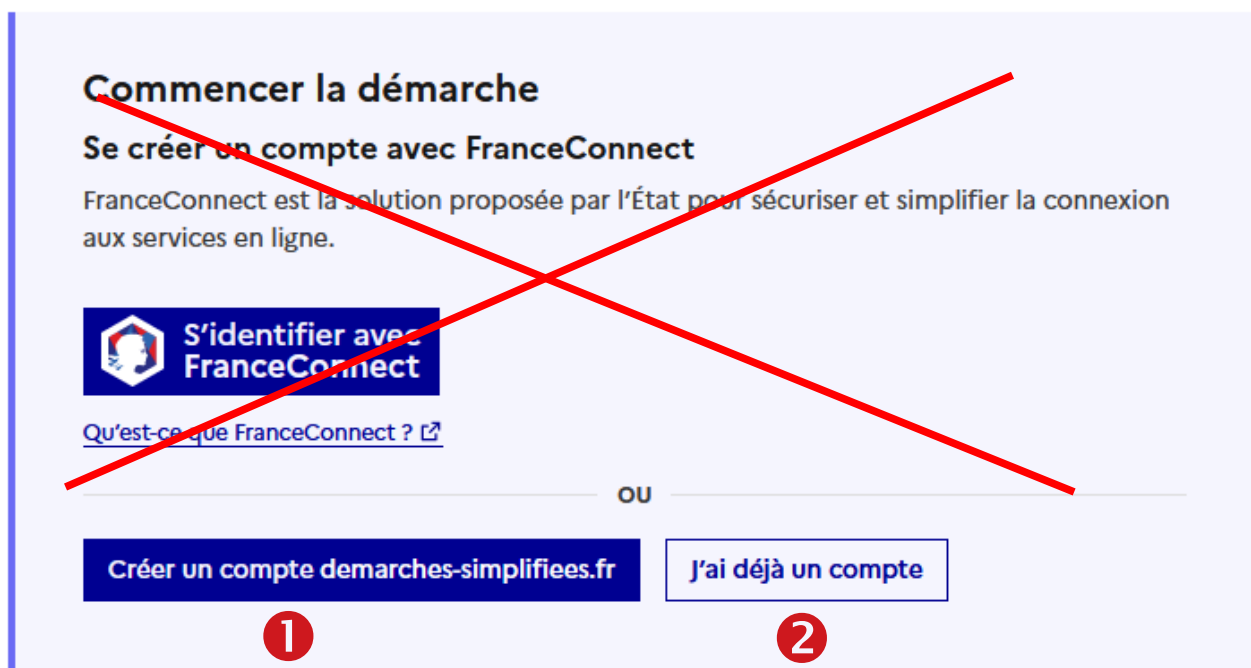 Commencer la démarche
Se créer un compte avec FranceConnect
FranceConnect est la solution proposée par l'État pour sécuriser et simplifier la connexion
aux services en ligne.
S'identifier avec
FranceConnect
Qu'est-ce que FranceConnect ?
OU
Créer un compte demarches-simplifiees.fr
J'ai déjà un compte
1
2